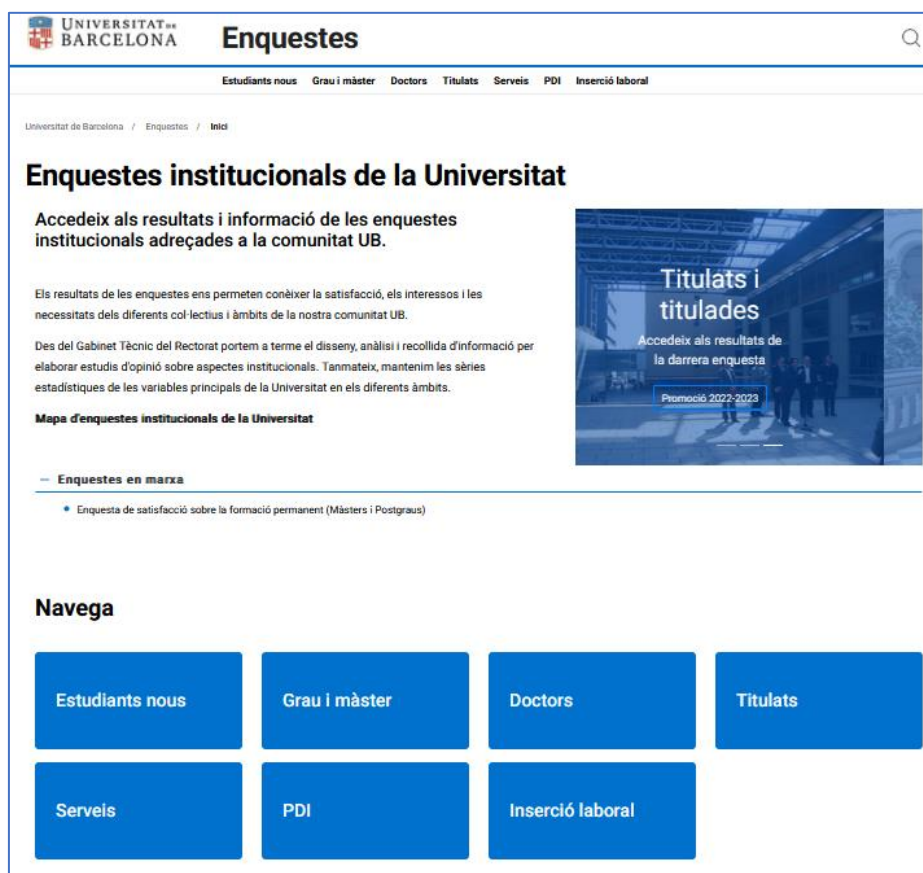 UNIVERSITAT DE
BARCELONA
Enquestes
Estudiants nous Grau i màster Doctors Titulats Serveis PDI Inserció laboral
Universitat de Barcelona / Enquestes / Inici
Enquestes institucionals de la Universitat
Accedeix als resultats i informació de les enquestes
institucionals adreçades a la comunitat UB.
Els resultats de les enquestes ens permeten conèixer la satisfacció, els interessos i les
necessitats dels diferents col·lectius i àmbits de la nostra comunitat UB.
Des del Gabinet Tècnic del Rectorat portem a terme el disseny, anàlisi i recollida d'informació per
elaborar estudis d'opinió sobre aspectes institucionals. Tanmateix, mantenim les sèries
estadístiques de les variables principals de la Universitat en els diferents àmbits.
Mapa d'enquestes institucionals de la Universitat
Titulats i
titulades
Accedeix als resultats de
la darrera enquesta
Promoció 2022-2023
Enquestes en marxa
Enquesta de satisfacció sobre la formació permanent (Màsters i Postgraus)
Navega
Estudiants nous
Grau i màster
Doctors
Titulats
Serveis
PDI
Inserció laboral